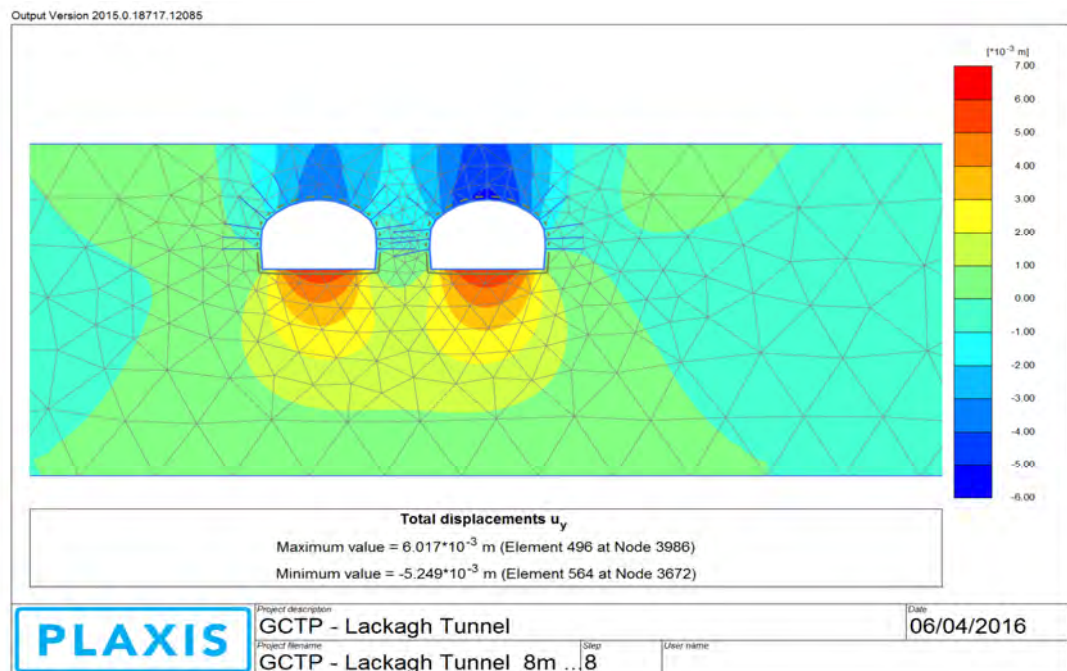 Output Version 2015.0.18717.12085
[*10-3 m]
7.00
6.00
5.00
4.00
3.00
2.00
1.00
0.00
-1.00
-2.00
-3.00
-4.00
-5.00
-6.00
Total displacements uy
Maximum value = 6.017*10-3 m (Element 496 at Node 3986)
Minimum value = -5.249*10-3 m (Element 564 at Node 3672)
PLAXIS
Project description
GCTP - Lackagh Tunnel
Date
06/04/2016
Project filename
GCTP - Lackagh Tunnel 8m ...
Step
8
User name